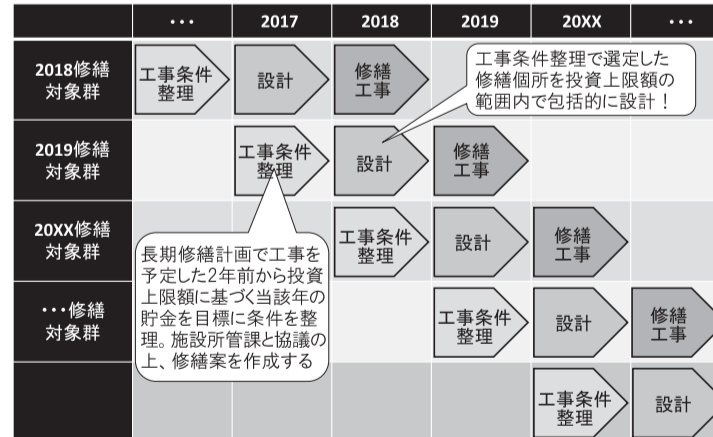 ・・・ 2017 2018 2019 20XX ・・・
2018修繕
対象群
工事条件
整理
設計
修繕
工事
工事条件整理で選定した
修繕個所を投資上限額の
範囲内で包括的に設計！
2019修繕
対象群
工事条件
整理
設計
修繕
工事
20XX修繕
対象群
長期修繕計画で工事を
予定した2年前から投資
上限額に基づく当該年の
貯金を目標に条件を整
理。施設所管課と協議の
上、修繕案を作成する
工事条件
整理
設計
修繕
工事
・・・修繕
対象群
工事条件
整理
設計
修繕
工事
工事条件
整理
設計